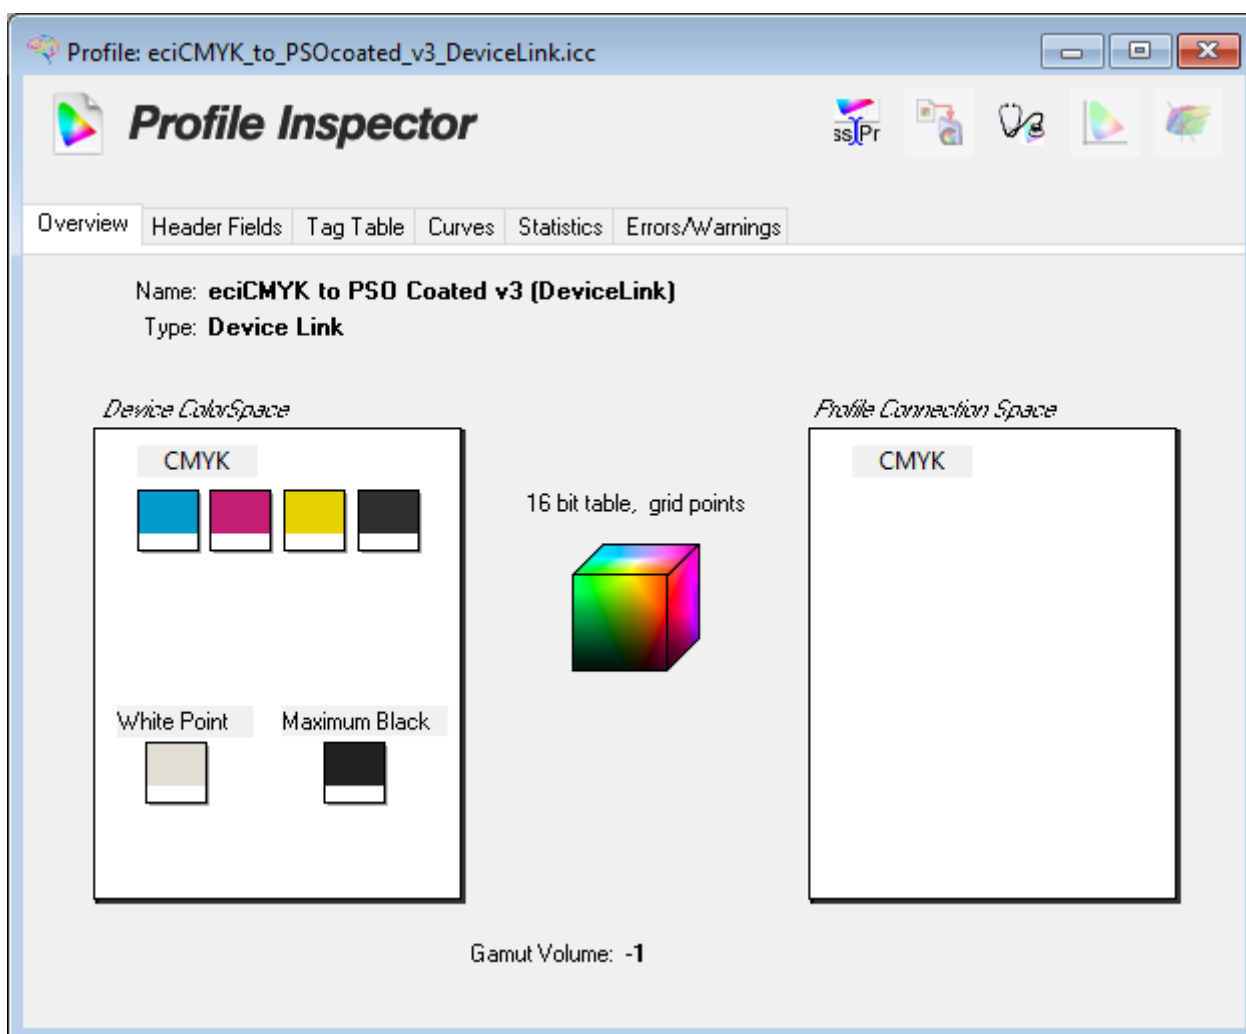 Profile: eciCMYK_to_PSOcoated_v3_DeviceLink.icc
Profile Inspector
ss Pr
Overview Header Fields Tag Table Curves Statistics Errors/Warnings
Name: eciCMYK to PSO Coated v3 (DeviceLink)
Type: Device Link
Device ColorSpace
Profile Connection Space
CMYK
CMYK
16 bit table, grid points
White Point Maximum Black
Gamut Volume: -1